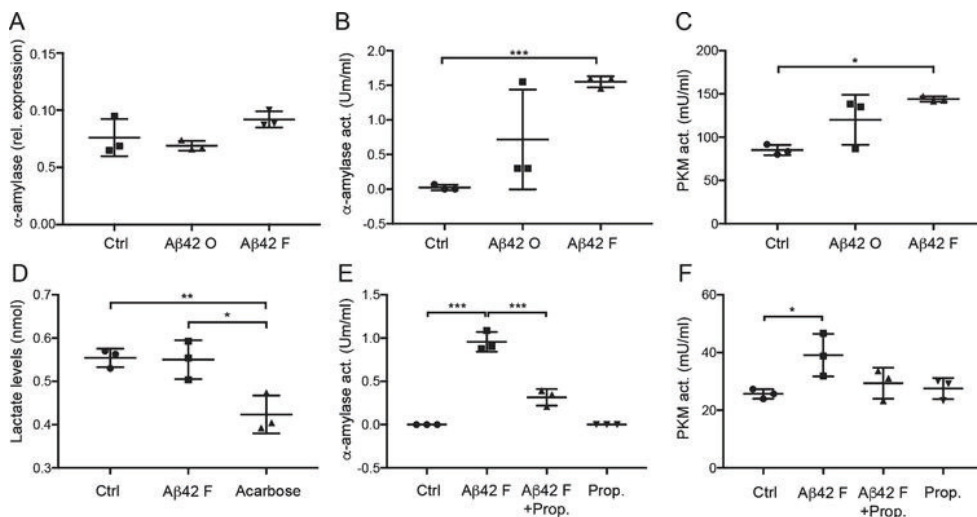 A
α-amylase (rel. expression)
0.15
0.10
0.05
0.00
Ctrl Aβ42 O Aβ42 F
B
α-amylase act. (Um/ml)
2.0
1.5
1.0
0.5
0.0
-0.5
***
Ctrl Aβ42 O Aβ42 F
C
PKM act. (mU/ml)
200
150
100
50
0
*
Ctrl Aβ42 O Aβ42 F
D
Lactate levels (nmol)
0.7
0.6
0.5
0.4
0.3
**
*
Ctrl Aβ42 F Acarbose
E
α-amylase act. (Um/ml)
1.5
1.0
0.5
0.0
-0.5
*** ***
Ctrl Aβ42 F Aβ42 F Prop.
+Prop.
F
PKM act. (mU/ml)
60
40
20
0
*
Ctrl Aβ42 F Aβ42 F Prop.
+Prop.